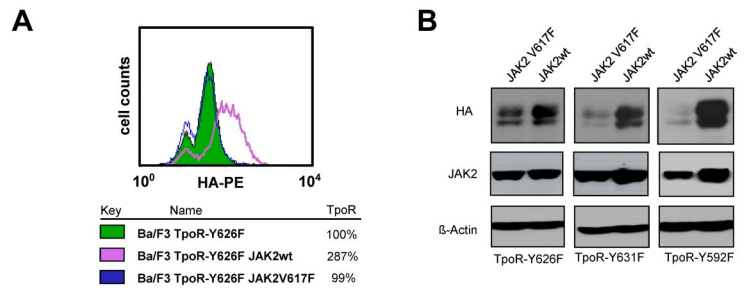 A
cell counts
10⁰ HA-PE 10⁴
Key Name TpoR
Ba/F3 TpoR-Y626F 100%
Ba/F3 TpoR-Y626F JAK2wt 287%
Ba/F3 TpoR-Y626F JAK2V617F 99%
B
JAK2 V617F JAK2wt JAK2 V617F JAK2wt JAK2 V617F JAK2wt
HA
JAK2
ß-Actin
TpoR-Y626F TpoR-Y631F TpoR-Y592F